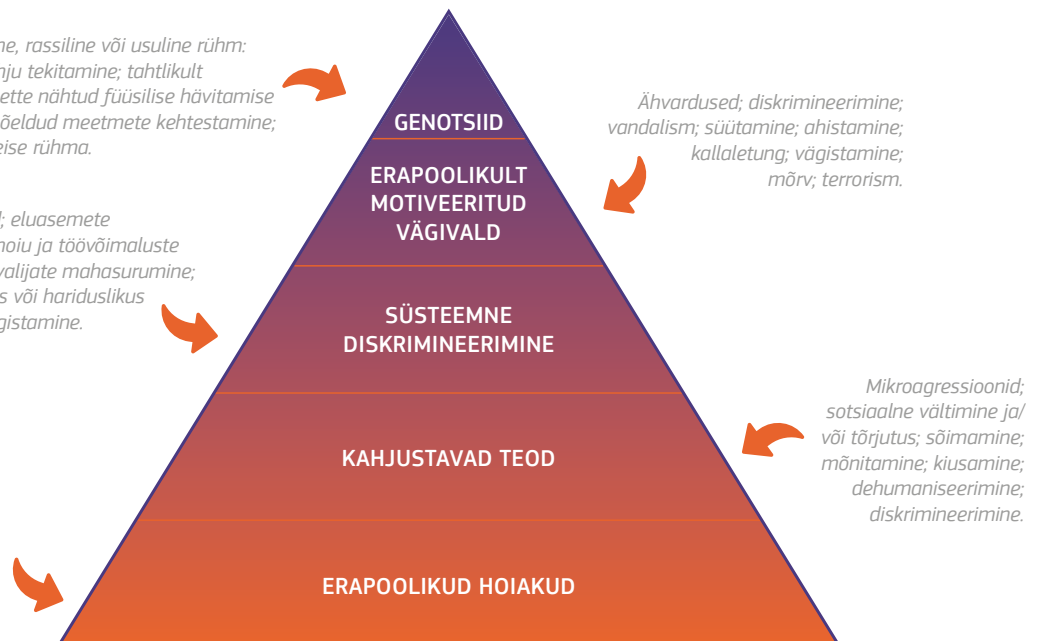 rassiline või usuline rühm:
tekitamine; tahtlikult
ette nähtud füüsilise hävitamise
meetmete kehtestamine;
rühma.
eluasemete
ja töövõimaluste
valijate mahasurumine;
või hariduslikus
GENOTSIID
ERAPOOLIKULT
MOTIVEERITUD
VÄGIVALD
SÜSTEEMNE
DISKRIMINEERIMINE
KAHJUSTAVAD TEOD
ERAPOOLIKUD HOIAKUD
Ähvardused; diskrimineerimine;
vandalism; süütamine; ahistamine;
kallaletung; vägistamine;
mõrv; terrorism.
Mikroagressioonid;
sotsiaalne vältimine ja/
või tõrjutus; sõimamine;
mõnitamine; kiusamine;
dehumaniseerimine;
diskrimineerimine.